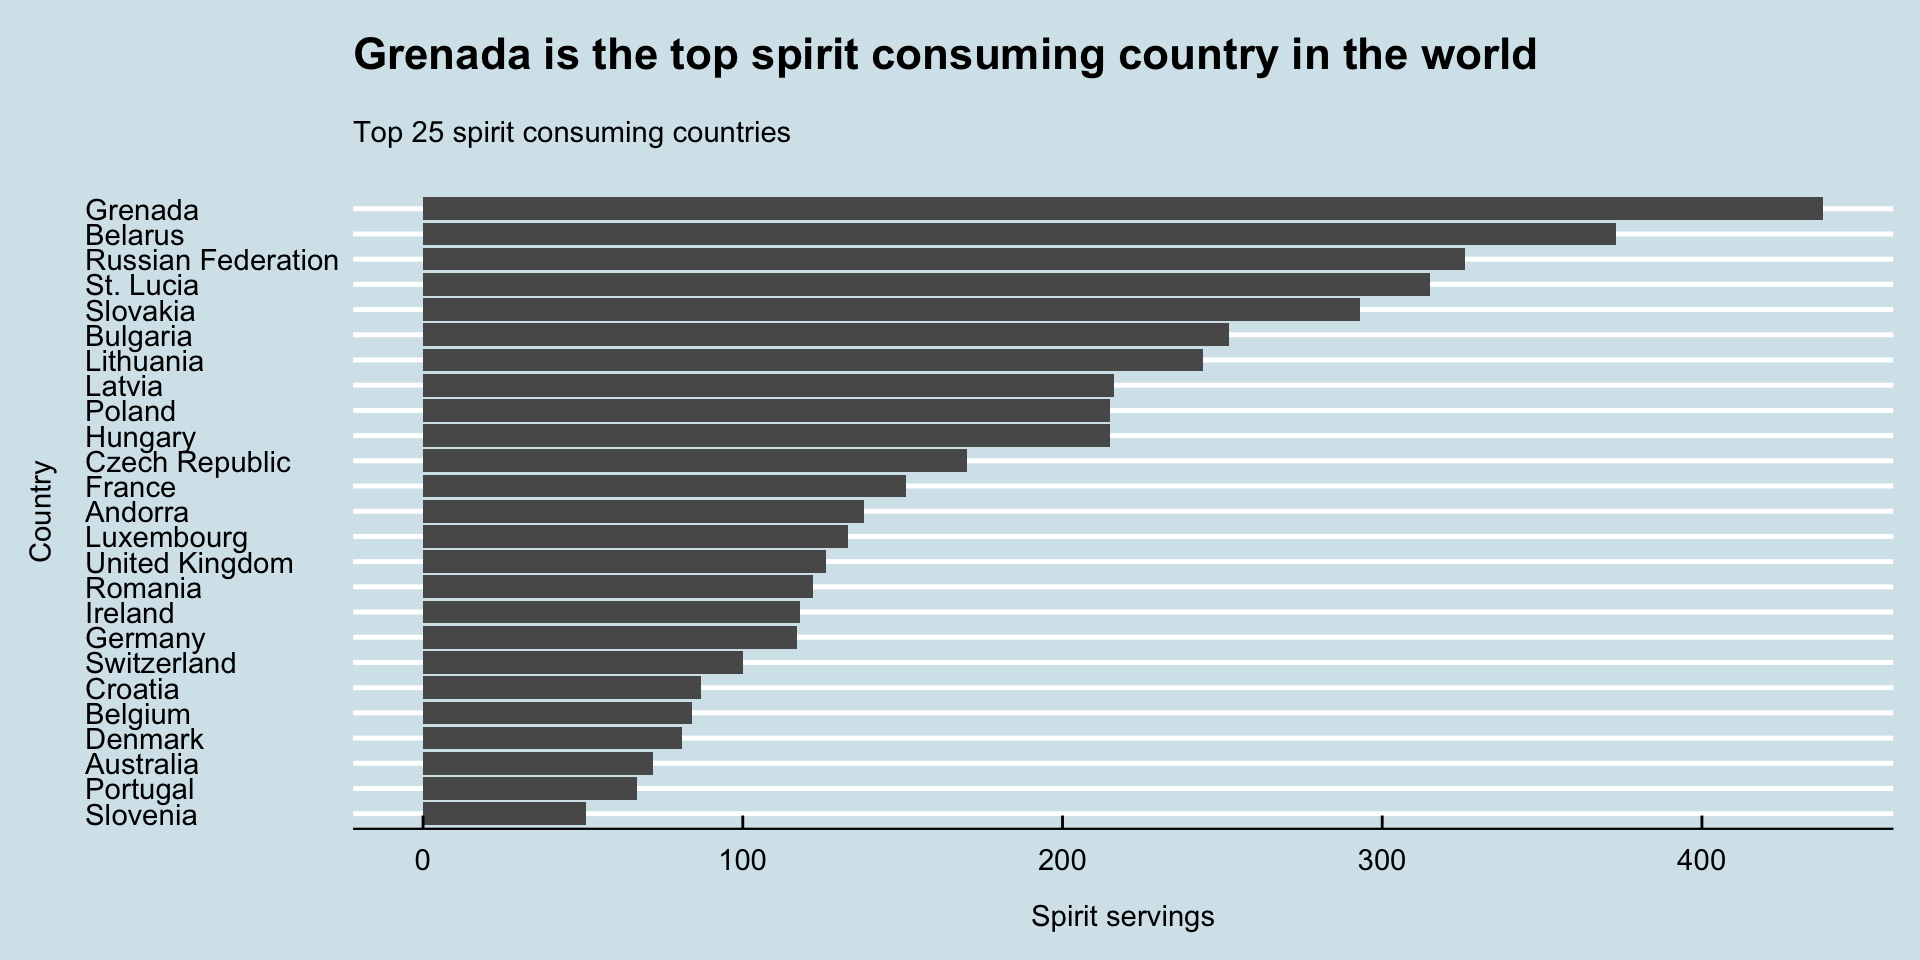 Grenada is the top spirit consuming country in the world
Top 25 spirit consuming countries
Country
Grenada
Belarus
Russian Federation
St. Lucia
Slovakia
Bulgaria
Lithuania
Latvia
Poland
Hungary
Czech Republic
France
Andorra
Luxembourg
United Kingdom
Romania
Ireland
Germany
Switzerland
Croatia
Belgium
Denmark
Australia
Portugal
Slovenia
0 100 200 300 400
Spirit servings